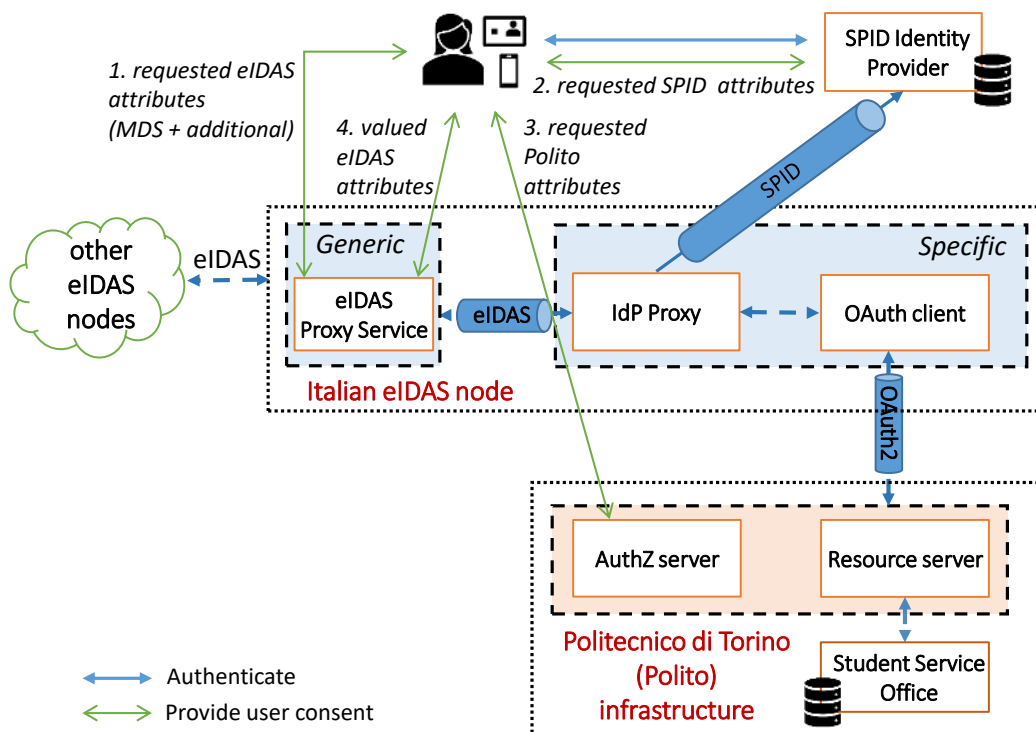 SPID Identity
Provider
1. requested eIDAS
attributes
(MDS + additional)
2. requested SPID attributes
4. valued
eIDAS
attributes
3. requested
Polito
attributes
SPID
Generic
Specific
other
eIDAS
nodes
eIDAS
eIDAS
Proxy Service
eIDAS
IdP Proxy
OAuth client
Italian eIDAS node
OAuth2
AuthZ server
Resource server
Politecnico di Torino
(Polito)
infrastructure
Student Service
Office
Authenticate
Provide user consent